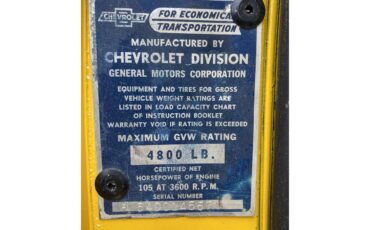 CHEVROLET
FOR ECONOMICAL
TRANSPORTATION
MANUFACTURED BY
CHEVROLET DIVISION
GENERAL MOTORS CORPORATION
EQUIPMENT AND TIRES FOR GROSS
VEHICLE WEIGHT RATINGS ARE
LISTED IN LOAD CAPACITY CHART
OF INSTRUCTION BOOKLET
WARRANTY VOID IF RATING IS EXCEEDED
MAXIMUM GVW RATING
4800 LB.
CERTIFIED NET
HORSEPOWER OF ENGINE
105 AT 3600 R.P.M.
SERIAL NUMBER